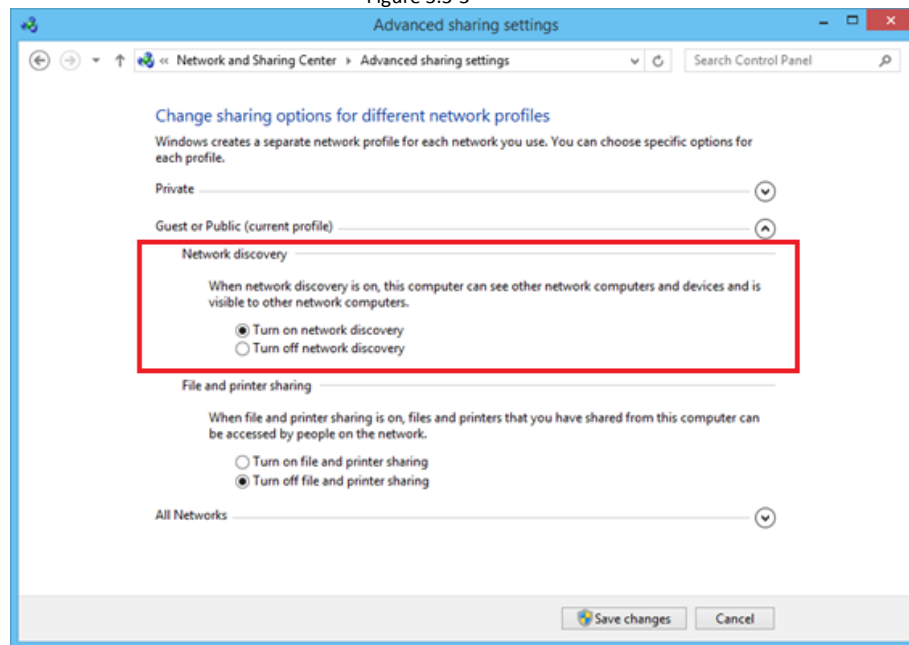 Advanced sharing settings
« Network and Sharing Center ▸ Advanced sharing settings
Search Control Panel
Change sharing options for different network profiles
Windows creates a separate network profile for each network you use. You can choose specific options for
each profile.
Private
Guest or Public (current profile)
Network discovery
When network discovery is on, this computer can see other network computers and devices and is
visible to other network computers.
Turn on network discovery
Turn off network discovery
File and printer sharing
When file and printer sharing is on, files and printers that you have shared from this computer can
be accessed by people on the network.
Turn on file and printer sharing
Turn off file and printer sharing
All Networks
Save changes
Cancel